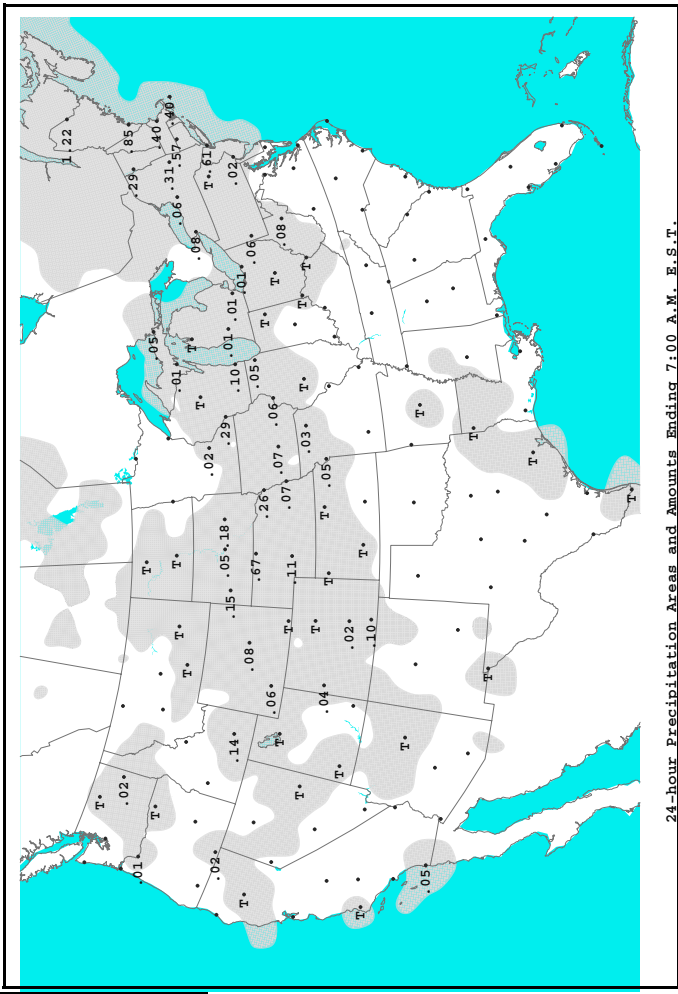 1.22
T
.02
.85
.29
.01
T
.05
T
.40
.40
.31
.57
.01
T
.06
T
T
T
.08
T
.61
T
.02
.02
.05 .18
.29
.01
.15
.01
.02
.14
.10
.01
T
.08
.06
.05
.67
.26
T
.06
.06
T
.07
T
.08
.07
T
.11
T
T
T
.03
T
T
.04
T
.05
T
T
.02
T
T
.10
T
T
.05
T
T
T
T
24-hour Precipitation Areas and Amounts Ending 7:00 A.M. E.S.T.